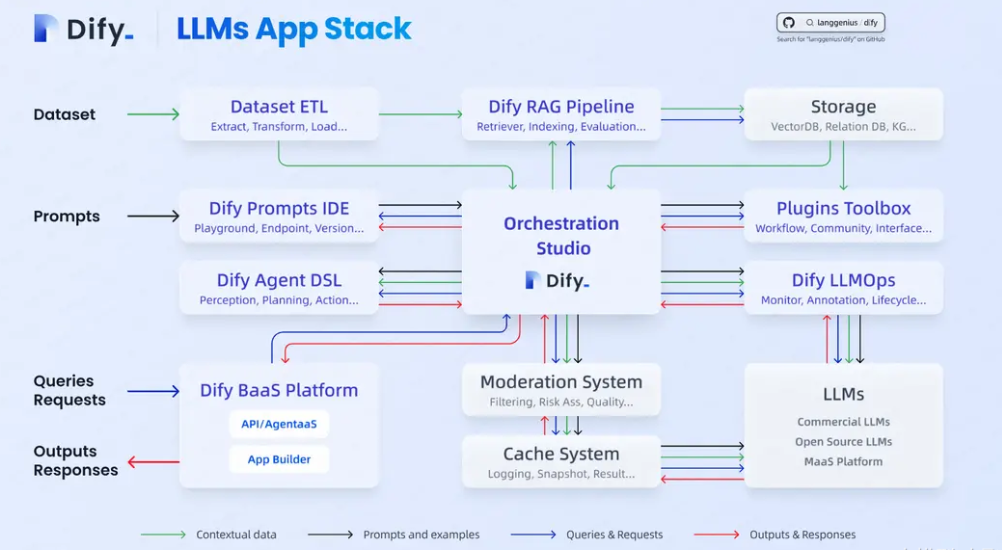 Dify_ LLMs App Stack
langgenius / dify
Search for "langgenius/dify" on GitHub
Dataset
Dataset ETL
Extract, Transform, Load...
Dify RAG Pipeline
Retriever, Indexing, Evaluation...
Storage
VectorDB, Relation DB, KG...
Prompts
Dify Prompts IDE
Playground, Endpoint, Version...
Orchestration
Studio
Dify_
Plugins Toolbox
Workflow, Community, Interface...
Dify Agent DSL
Perception, Planning, Action...
Dify LLMOps
Monitor, Annotation, Lifecycle...
Queries
Requests
Dify BaaS Platform
API/AgentaaS
App Builder
Moderation System
Filtering, Risk Ass, Quality...
LLMs
Commercial LLMs
Open Source LLMs
MaaS Platform
Outputs
Responses
Cache System
Logging, Snapshot, Result...
Contextual data
Prompts and examples
Queries & Requests
Outputs & Responses